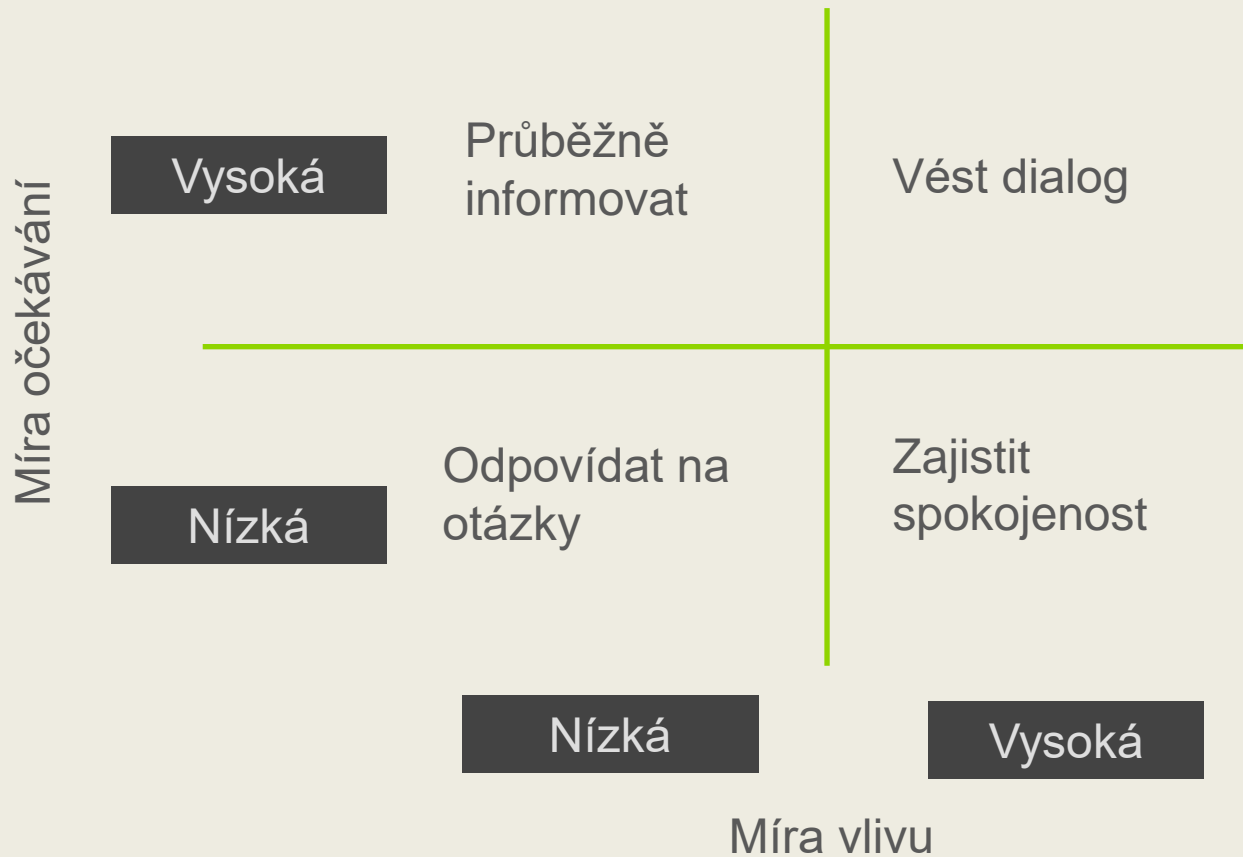 Míra očekávání
Vysoká
Průběžně
informovat
Vést dialog
Nízká
Odpovídat na
otázky
Zajistit
spokojenost
Nízká
Vysoká
Míra vlivu